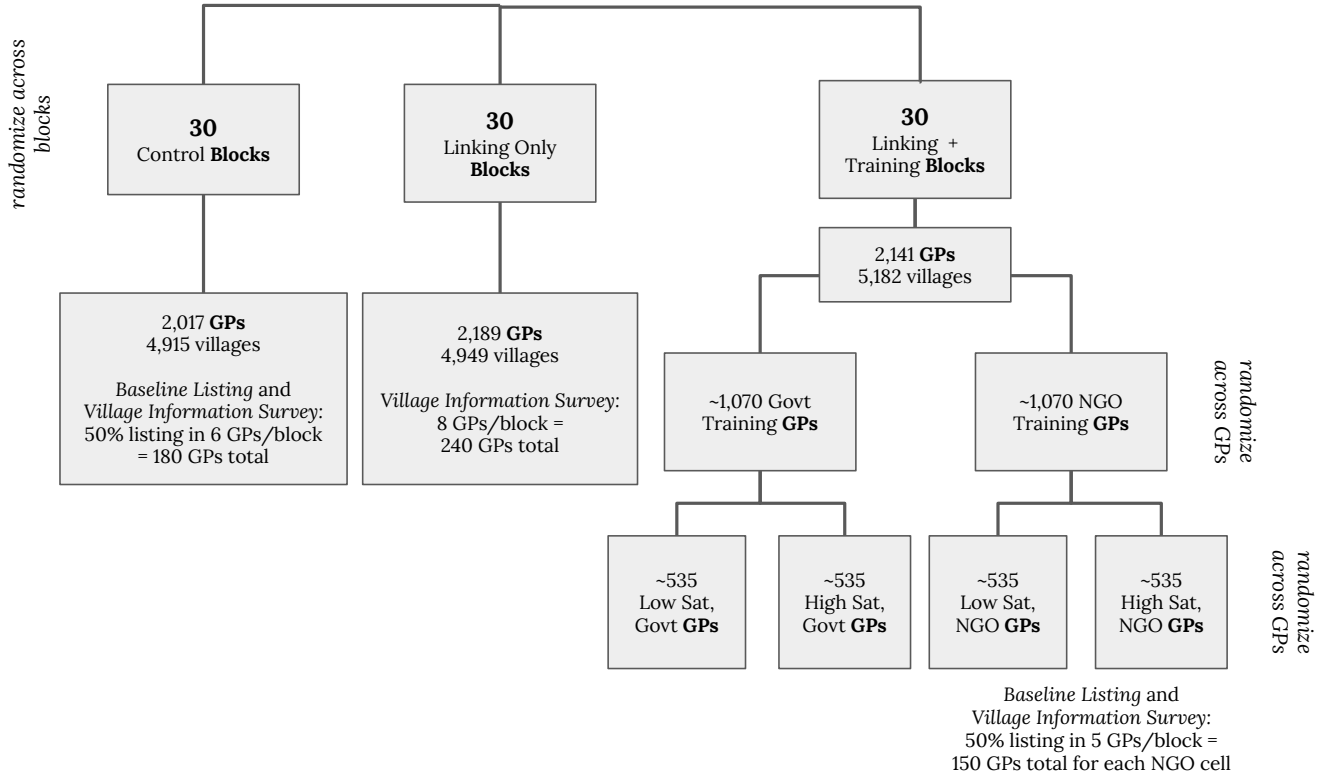 randomize across
blocks
30
Control Blocks
30
Linking Only
Blocks
30
Linking +
Training Blocks
2,141 GPs
5,182 villages
2,017 GPs
4,915 villages
Baseline Listing and
Village Information Survey:
50% listing in 6 GPs/block
= 180 GPs total
2,189 GPs
4,949 villages
Village Information Survey:
8 GPs/block =
240 GPs total
~1,070 Govt
Training GPs
~1,070 NGO
Training GPs
randomize
across GPs
~535
Low Sat,
Govt GPs
~535
High Sat,
Govt GPs
~535
Low Sat,
NGO GPs
~535
High Sat,
NGO GPs
randomize
across GPs
Baseline Listing and
Village Information Survey:
50% listing in 5 GPs/block =
150 GPs total for each NGO cell